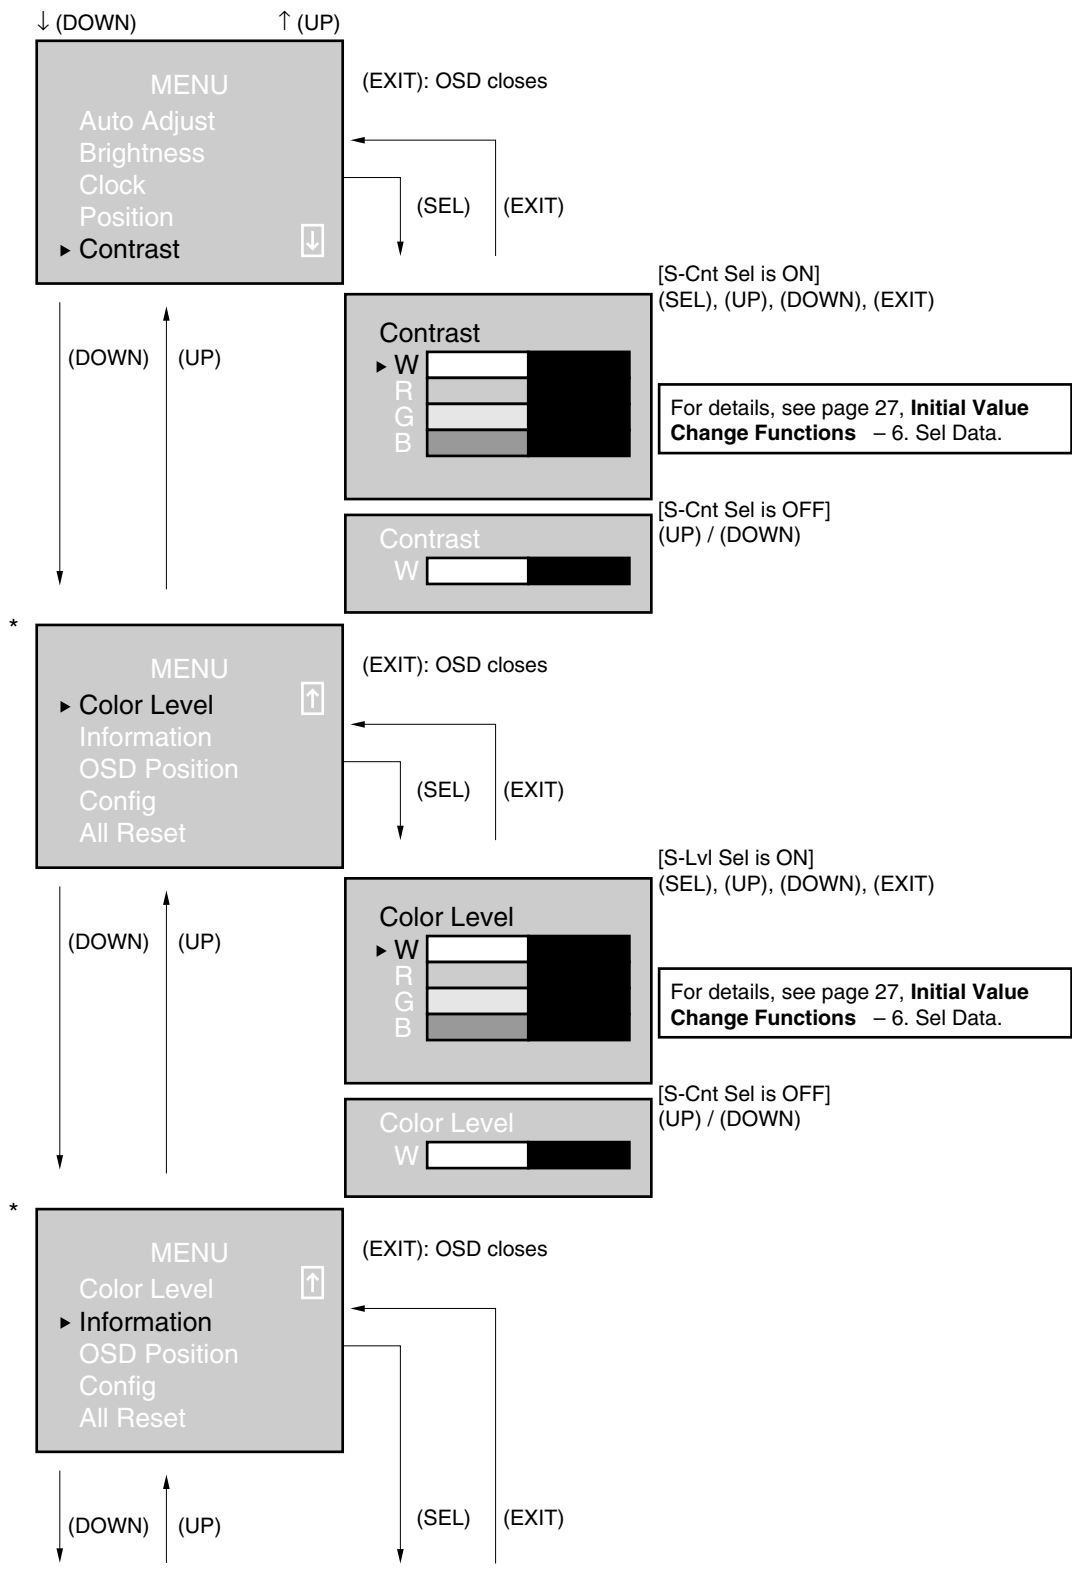 ↓ (DOWN) ↑ (UP)
MENU
Auto Adjust
Brightness
Clock
Position
► Contrast ↓
(EXIT): OSD closes
(SEL) (EXIT)
(DOWN) (UP)
[S-Cnt Sel is ON]
(SEL), (UP), (DOWN), (EXIT)
Contrast
► W
R
G
B
For details, see page 27, Initial Value
Change Functions – 6. Sel Data.
[S-Cnt Sel is OFF]
(UP) / (DOWN)
Contrast
W
*
MENU
► Color Level ↑
Information
OSD Position
Config
All Reset
(EXIT): OSD closes
(SEL) (EXIT)
(DOWN) (UP)
[S-Lvl Sel is ON]
(SEL), (UP), (DOWN), (EXIT)
Color Level
► W
R
G
B
For details, see page 27, Initial Value
Change Functions – 6. Sel Data.
[S-Cnt Sel is OFF]
(UP) / (DOWN)
Color Level
W
*
MENU
Color Level ↑
► Information
OSD Position
Config
All Reset
(EXIT): OSD closes
(DOWN) (UP)
(SEL) (EXIT)